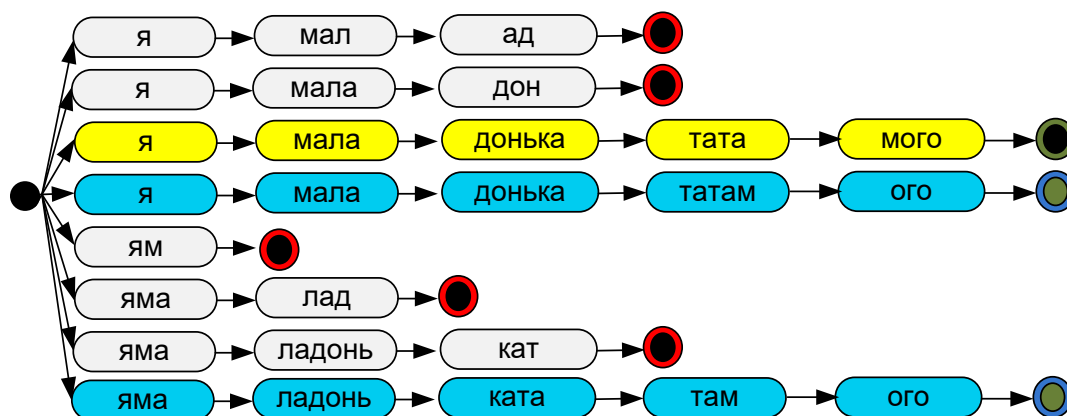 я мал ад
я мала дон
я мала донька тата мого
я мала донька татам ого
ям
яма лад
яма ладонь кат
яма ладонь ката там ого